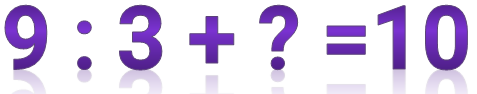 9 : 3 + ? = 10